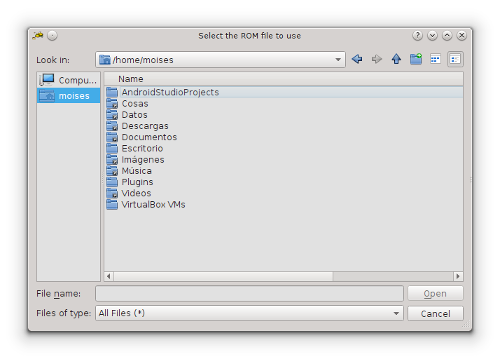 Select the ROM file to use
Look in: /home/moises
Compu...
moises
Name
AndroidStudioProjects
Cosas
Datos
Descargas
Documentos
Escritorio
Imágenes
Música
Plugins
Videos
VirtualBox VMs
File name: Open
Files of type: All Files (*) Cancel